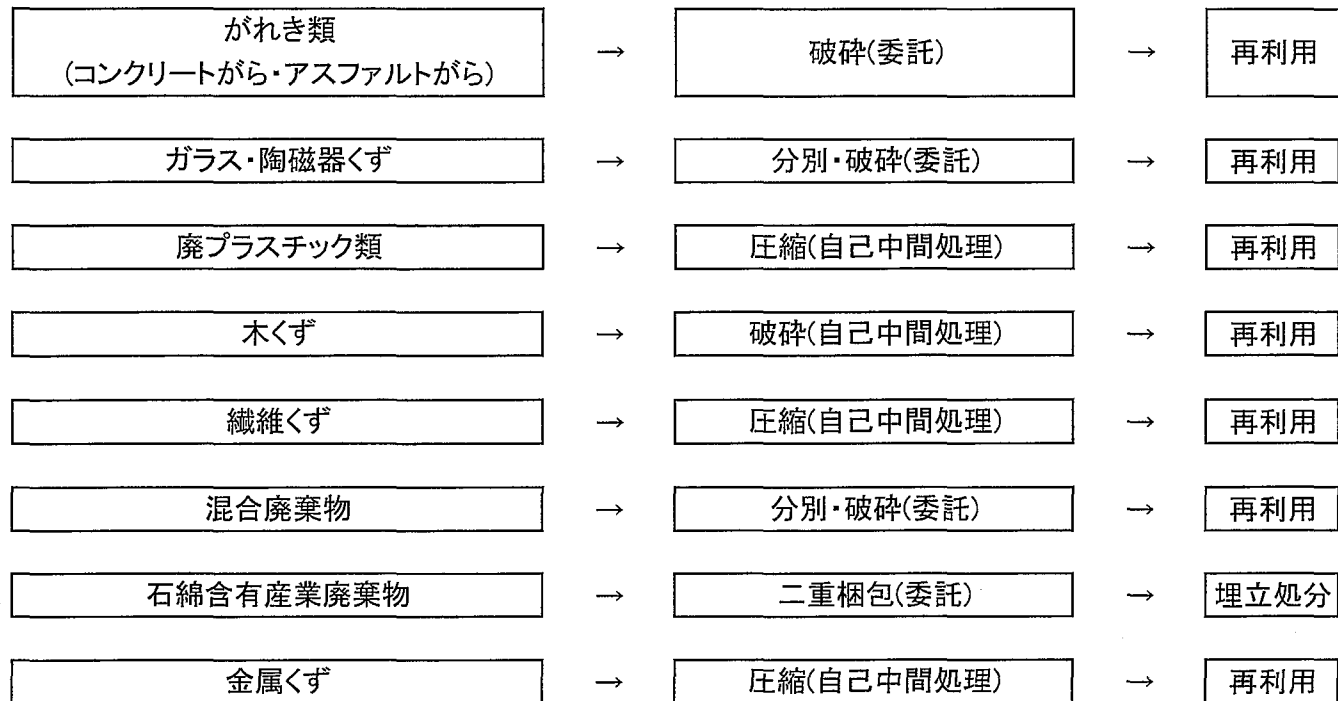 がれき類
(コンクリートがら・アスファルトがら) → 破砕(委託) → 再利用
ガラス・陶磁器くず → 分別・破砕(委託) → 再利用
廃プラスチック類 → 圧縮(自己中間処理) → 再利用
木くず → 破砕(自己中間処理) → 再利用
繊維くず → 圧縮(自己中間処理) → 再利用
混合廃棄物 → 分別・破砕(委託) → 再利用
石綿含有産業廃棄物 → 二重梱包(委託) → 埋立処分
金属くず → 圧縮(自己中間処理) → 再利用